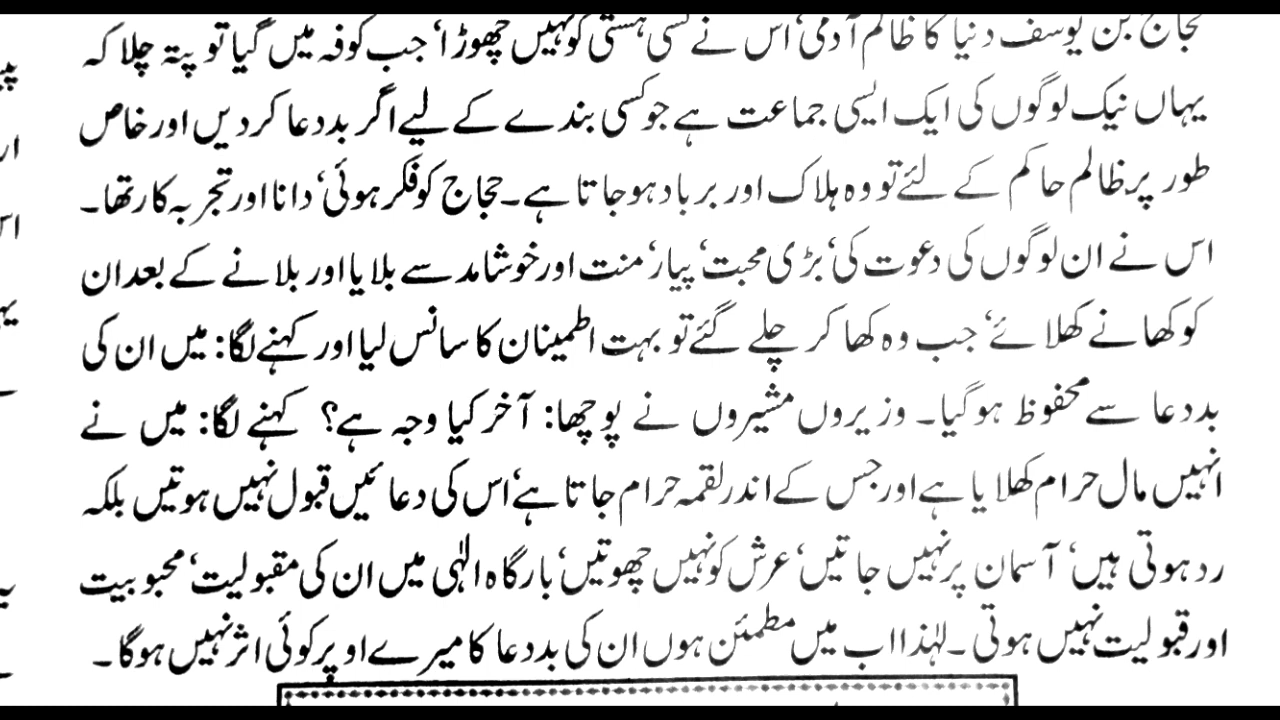 حجاج بن یوسف دنیا کا ظالم آدمی‘ اس نے کسی ہستی کو نہیں چھوڑا‘ جب کوفہ میں گیا تو پتہ چلا کہ
یہاں نیک لوگوں کی ایک ایسی جماعت ہے جو کسی بندے کے لیے اگر بددعا کردیں اور خاص
طور پر ظالم حاکم کے لئے تو وہ ہلاک اور برباد ہوجاتا ہے۔ حجاج کو فکر ہوئی‘ دانا اور تجربہ کار تھا۔
اس نے ان لوگوں کی دعوت کی‘ بڑی محبت‘ پیار‘ منت اور خوشامد سے بلایا اور بلانے کے بعد ان
کو کھانے کھلائے‘ جب وہ کھا کر چلے گئے تو بہت اطمینان کا سانس لیا اور کہنے لگا: میں ان کی
بددعا سے محفوظ ہوگیا۔ وزیروں مشیروں نے پوچھا: آخر کیا وجہ ہے؟ کہنے لگا: میں نے
انہیں مال حرام کھلایا ہے اور جس کے اندر لقمہ حرام جاتا ہے‘ اس کی دعائیں قبول نہیں ہوتیں بلکہ
رد ہوتی ہیں‘ آسمان پر نہیں جاتیں‘ عرش کو نہیں چھوتیں‘ بارگاہ الٰہی میں ان کی مقبولیت‘ محبوبیت
اور قبولیت نہیں ہوتی۔ لہٰذا اب میں مطمئن ہوں ان کی بددعا کا میرے اوپر کوئی اثر نہیں ہوگا۔